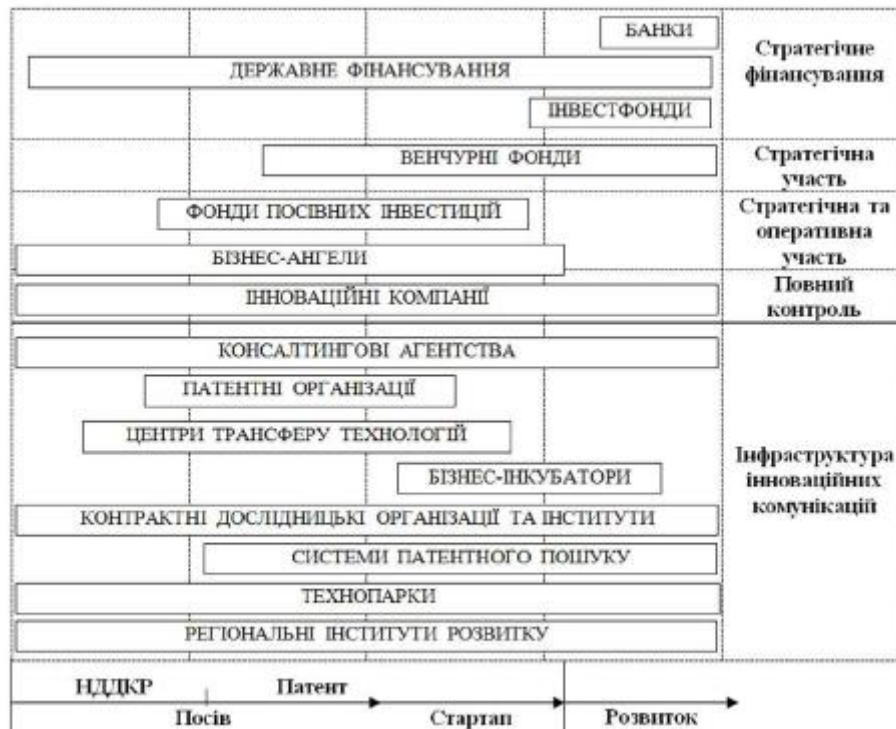 БАНКИ
Стратегічне
фінансування
ДЕРЖАВНЕ ФІНАНСУВАННЯ
ІНВЕСТФОНДИ
ВЕНЧУРНІ ФОНДИ
Стратегічна
участь
ФОНДИ ПОСІВНИХ ІНВЕСТИЦІЙ
Стратегічна та
оперативна
участь
БІЗНЕС-АНГЕЛИ
ІННОВАЦІЙНІ КОМПАНІЇ
Повний
контроль
КОНСАЛТИНГОВІ АГЕНТСТВА
ПАТЕНТНІ ОРГАНІЗАЦІЇ
ЦЕНТРИ ТРАНСФЕРУ ТЕХНОЛОГІЙ
БІЗНЕС-ІНКУБАТОРИ
Інфраструктура
інноваційних
комунікацій
КОНТРАКТНІ ДОСЛІДНИЦЬКІ ОРГАНІЗАЦІЇ ТА ІНСТИТУТИ
СИСТЕМИ ПАТЕНТНОГО ПОШУКУ
ТЕХНОПАРКИ
РЕГІОНАЛЬНІ ІНСТИТУТИ РОЗВИТКУ
НДДКР Патент
Посів Стартап Розвиток